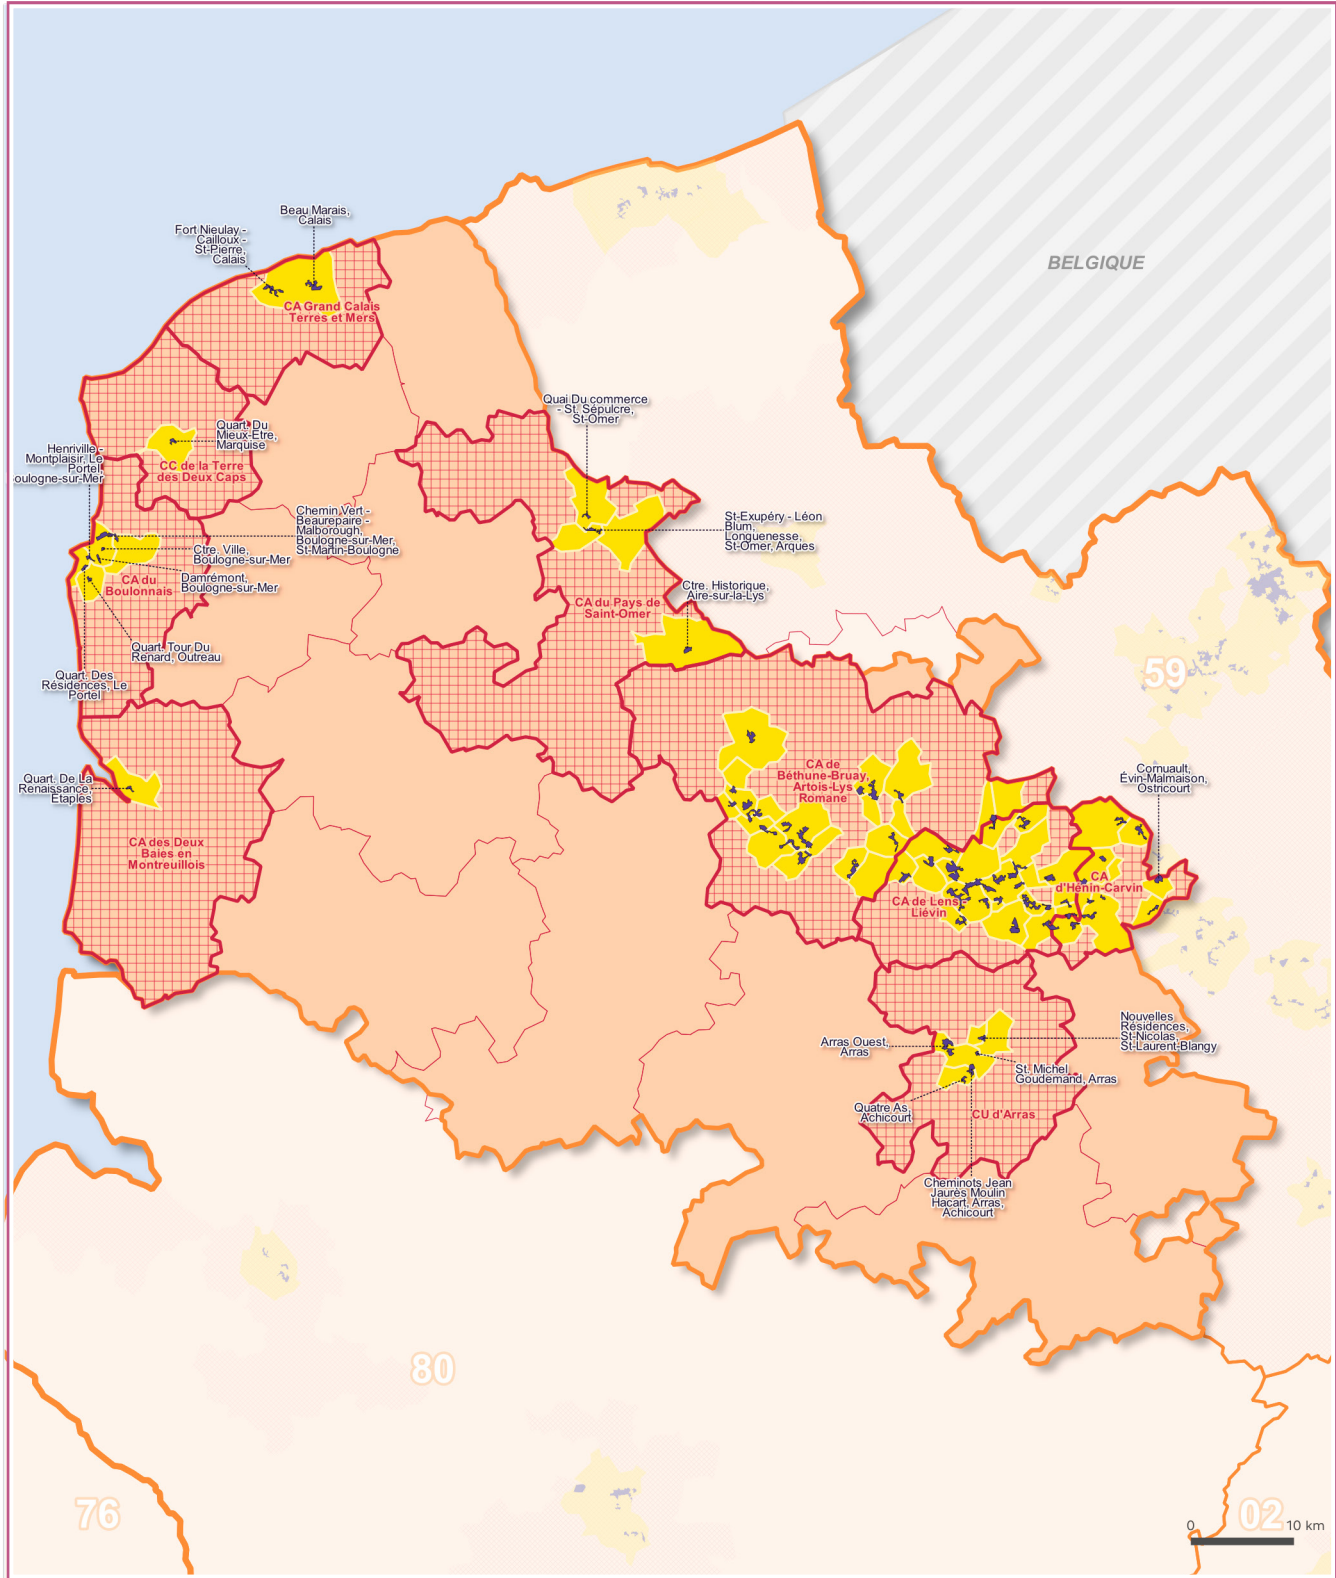 Beau Marais,
Calais
Fort Nieulay -
Cailloux -
St-Pierre,
Calais
BELGIQUE
CA Grand Calais
Terres et Mers
Quai Du commerce
- St. Sépulcre,
St-Omer
Quart. Du
Mieux-Etre,
Marquise
Henriville -
Montplaisir, Le
Portel,
oulogne-sur-Mer
CC de la Terre
des Deux Caps
Chemin Vert -
Beaurepaire -
Malborough,
Boulogne-sur-Mer,
St-Martin-Boulogne
St-Exupéry - Léon
Blum,
Longuenesse,
St-Omer, Arques
Ctre. Ville,
Boulogne-sur-Mer
CA du
Boulonnais
Damrémont,
Boulogne-sur-Mer
Ctre. Historique,
Aire-sur-la-Lys
CA du Pays de
Saint-Omer
Quart. Tour Du
Renard, Outreau
Quart. Des
Résidences, Le
Portel
59
Quart. De La
Renaissance,
Etaples
CA de
Béthune-Bruay,
Artois-Lys
Romane
Cornuault,
Évin-Malmaison,
Ostricourt
CA des Deux
Baies en
Montreuillois
CA
d'Hénin-Carvin
CA de Lens -
Liévin
Nouvelles
Résidences,
St-Nicolas,
St-Laurent-Blangy
Arras Ouest,
Arras
St. Michel
Goudemand, Arras
Quatre As,
Achicourt
CU d'Arras
Cheminots Jean
Jaurès Moulin
Hacart, Arras,
Achicourt
80
76
02
0 10 km